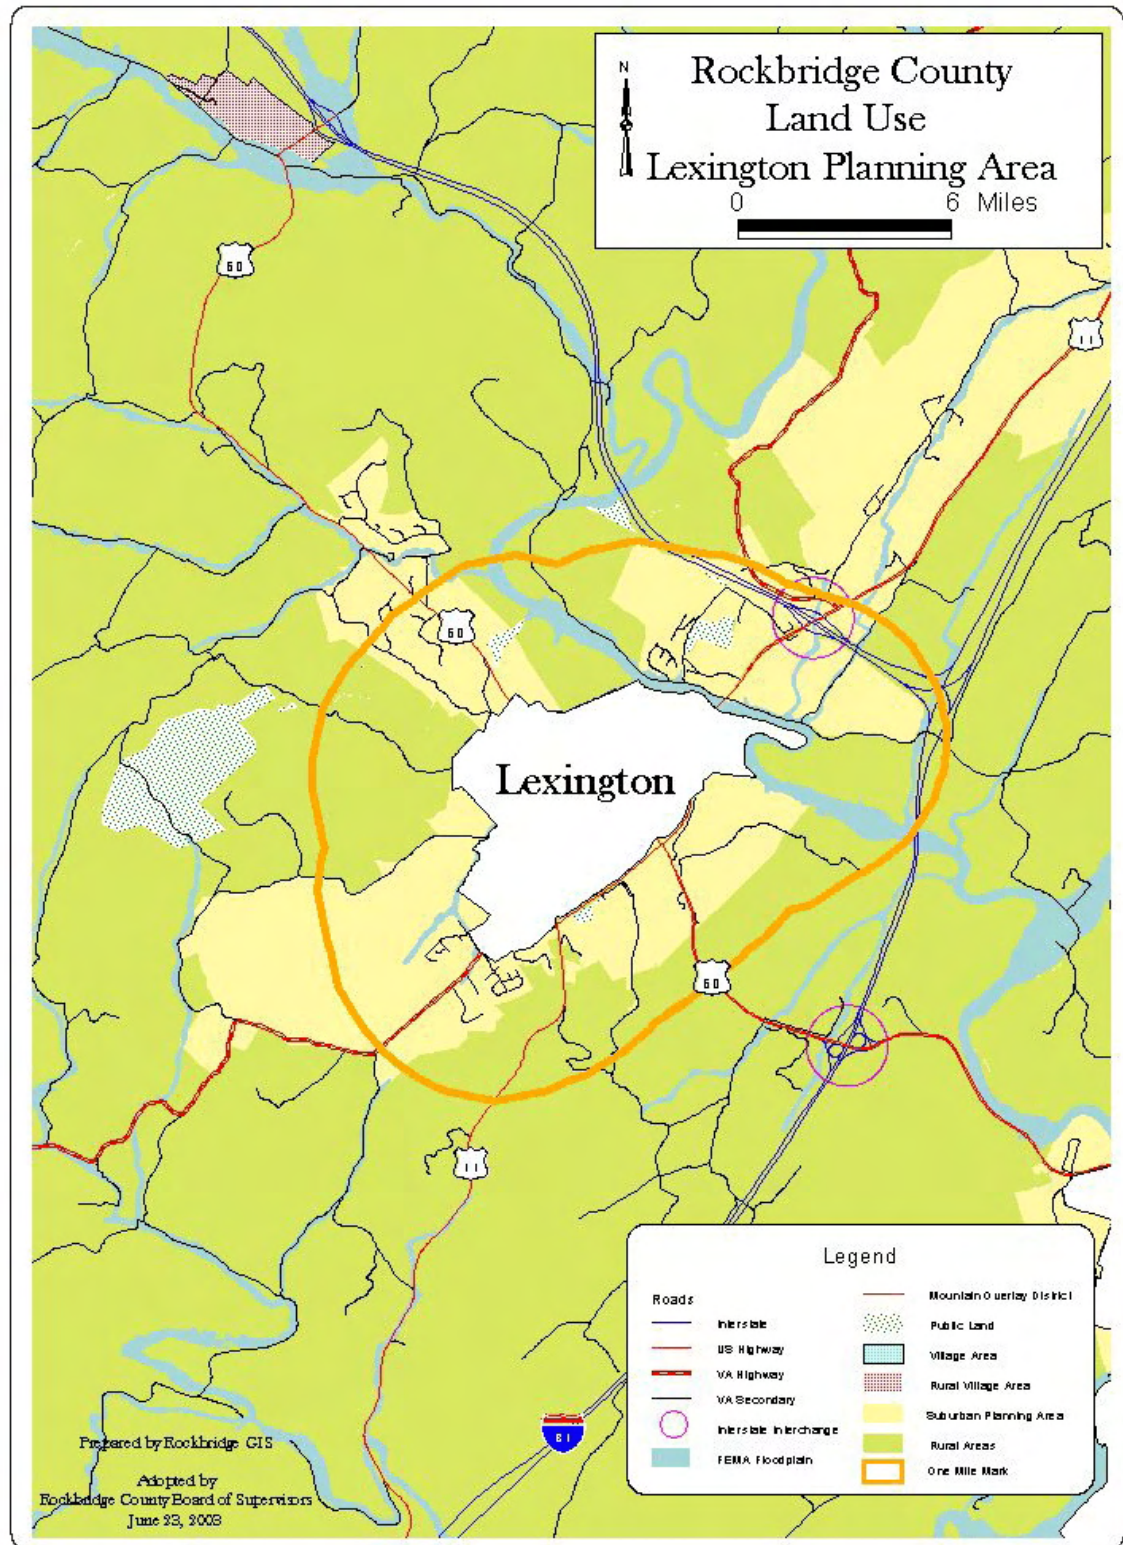 N
Rockbridge County
Land Use
Lexington Planning Area
0 6 Miles
60
11
60
Lexington
60
11
Legend
Roads
Interstate
US Highway
VA Highway
VA Secondary
Interstate Interchange
FEMA Floodplain
Mountain Overlay District
Public Land
Village Area
Rural Village Area
Suburban Planning Area
Rural Areas
One Mile Mark
81
Prepared by Rockbridge GIS
Adopted by
Rockbridge County Board of Supervisors
June 23, 2003